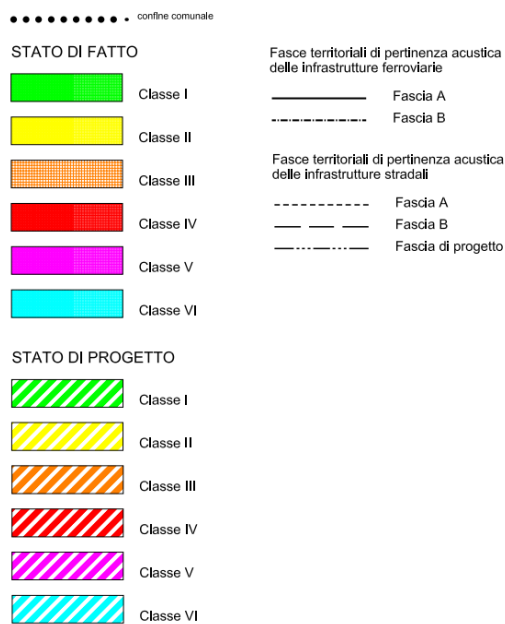 confine comunale
STATO DI FATTO
Classe I
Classe II
Classe III
Classe IV
Classe V
Classe VI
STATO DI PROGETTO
Classe I
Classe II
Classe III
Classe IV
Classe V
Classe VI
Fasce territoriali di pertinenza acustica
delle infrastrutture ferroviarie
Fascia A
Fascia B
Fasce territoriali di pertinenza acustica
delle infrastrutture stradali
Fascia A
Fascia B
Fascia di progetto